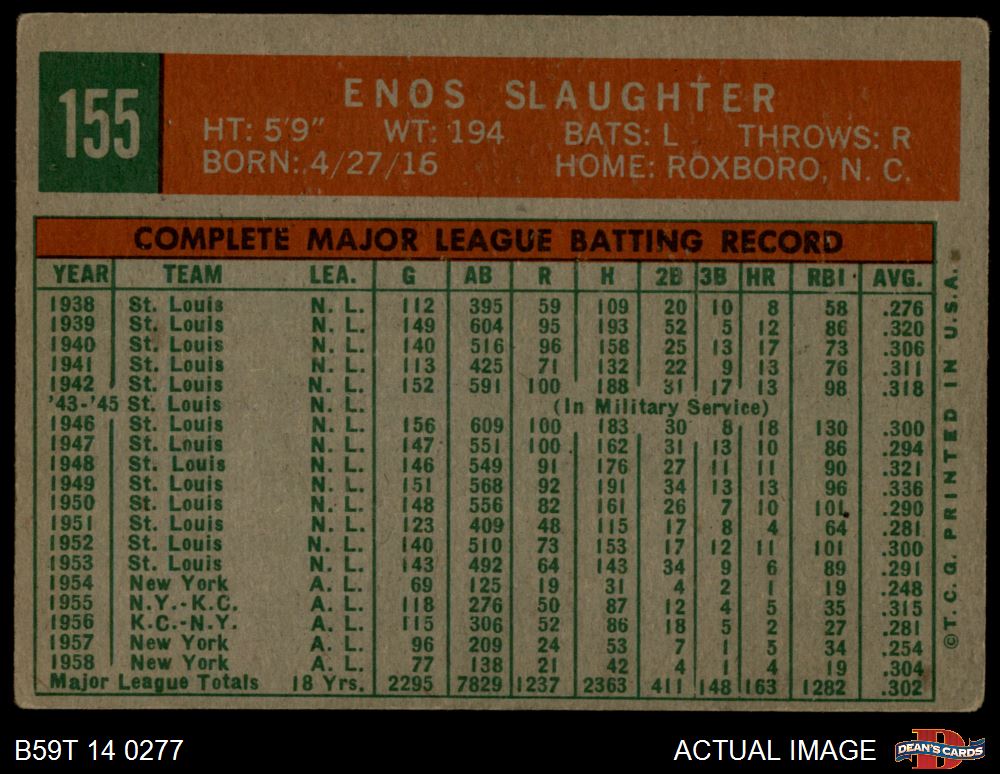 155
ENOS SLAUGHTER
HT: 5'9" WT: 194 BATS: L THROWS: R
BORN: 4/27/16 HOME: ROXBORO, N. C.
COMPLETE MAJOR LEAGUE BATTING RECORD
YEAR TEAM LEA. G AB R H 2B 3B HR RBI AVG.
1938 St. Louis N. L. 112 395 59 109 20 10 8 58 .276
1939 St. Louis N. L. 149 604 95 193 52 5 12 86 .320
1940 St. Louis N. L. 140 516 96 158 25 13 17 73 .306
1941 St. Louis N. L. 113 425 71 132 22 9 13 76 .311
1942 St. Louis N. L. 152 591 100 188 31 17 13 98 .318
'43-'45 St. Louis N. L. (In Military Service)
1946 St. Louis N. L. 156 609 100 183 30 8 18 130 .300
1947 St. Louis N. L. 147 551 100 162 31 13 10 86 .294
1948 St. Louis N. L. 146 549 91 176 27 11 11 90 .321
1949 St. Louis N. L. 151 568 92 191 34 13 13 96 .336
1950 St. Louis N. L. 148 556 82 161 26 7 10 101 .290
1951 St. Louis N. L. 123 409 48 115 17 8 4 64 .281
1952 St. Louis N. L. 140 510 73 153 17 12 11 101 .300
1953 St. Louis N. L. 143 492 64 143 34 9 6 89 .291
1954 New York A. L. 69 125 19 31 4 2 1 19 .248
1955 N.Y.-K.C. A. L. 118 276 50 87 12 4 5 35 .315
1956 K.C.-N.Y. A. L. 115 306 52 86 18 5 2 27 .281
1957 New York A. L. 96 209 24 53 7 1 5 34 .254
1958 New York A. L. 77 138 21 42 4 1 4 19 .304
Major League Totals 18 Yrs. 2295 7829 1237 2363 411 148 163 1282 .302
©T.C.G. PRINTED IN U.S.A.
B59T 14 0277 ACTUAL IMAGE
DEAN'S CARDS